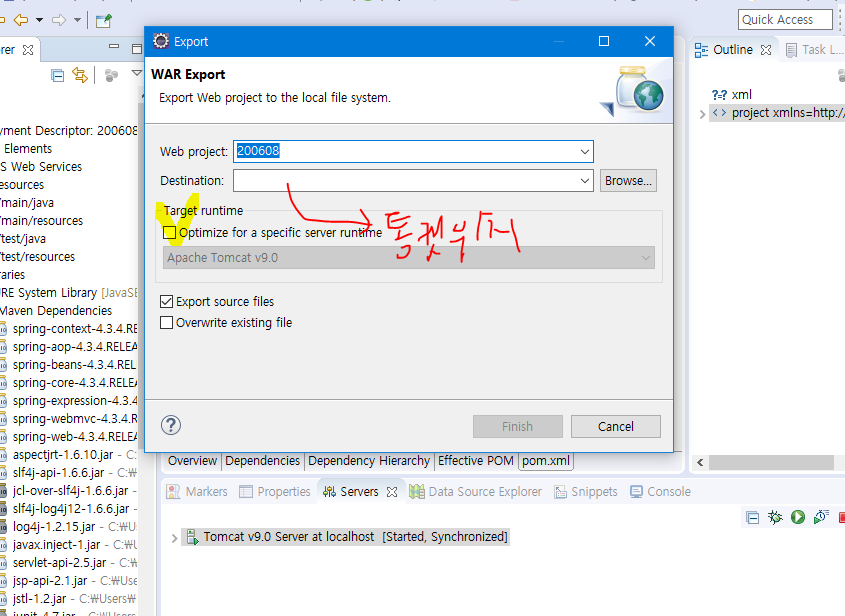 Quick Access
rer
Export
WAR Export
Export Web project to the local file system.
Web project: 200608
Destination: Browse...
Target runtime
Optimize for a specific server runtime
톰캣위치
Apache Tomcat v9.0
Export source files
Overwrite existing file
Finish Cancel
Outline Task L...
xml
project xmlns=http:/
yment Descriptor: 200608
Elements
S Web Services
esources
/main/java
/main/resources
/test/java
/test/resources
raries
RE System Library [JavaSE
Maven Dependencies
spring-context-4.3.4.RE
spring-aop-4.3.4.RELEA
spring-beans-4.3.4.REL
spring-core-4.3.4.RELEA
spring-expression-4.3.4
spring-webmvc-4.3.4.R
spring-web-4.3.4.RELEA
aspectjrt-1.6.10.jar - C:
slf4j-api-1.6.6.jar - C:₩
jcl-over-slf4j-1.6.6.jar -
slf4j-log4j12-1.6.6.jar -
log4j-1.2.15.jar - C:₩U
javax.inject-1.jar - C:₩
servlet-api-2.5.jar - C:₩
jsp-api-2.1.jar - C:₩Use
jstl-1.2.jar - C:₩Users₩
junit-4.7.jar - C:₩Users
Overview Dependencies Dependency Hierarchy Effective POM pom.xml
Markers Properties Servers Data Source Explorer Snippets Console
Tomcat v9.0 Server at localhost [Started, Synchronized]